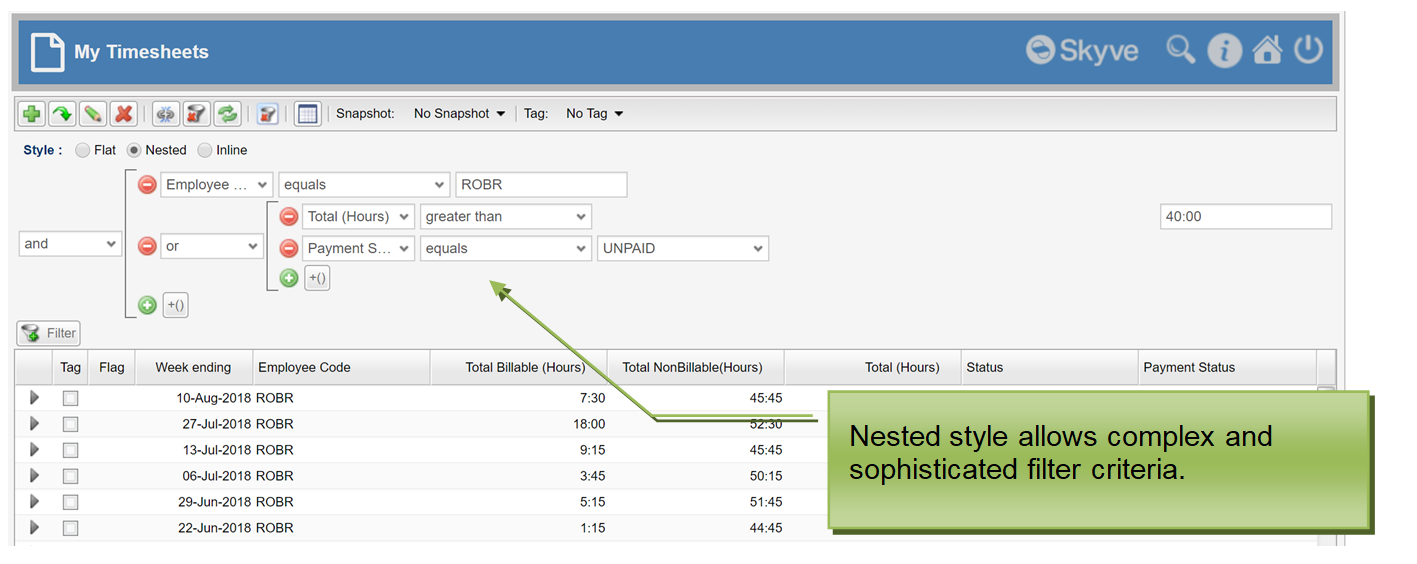 My Timesheets Skyve
Snapshot: No Snapshot Tag: No Tag
Style : Flat Nested Inline
Employee ... equals ROBR
Total (Hours) greater than 40:00
and or Payment S... equals UNPAID
+()
+()
Filter
Tag Flag Week ending Employee Code Total Billable (Hours) Total NonBillable(Hours) Total (Hours) Status Payment Status
10-Aug-2018 ROBR 7:30 45:45
27-Jul-2018 ROBR 18:00 52:30
13-Jul-2018 ROBR 9:15 45:45
06-Jul-2018 ROBR 3:45 50:15
29-Jun-2018 ROBR 5:15 51:45
22-Jun-2018 ROBR 1:15 44:45
Nested style allows complex and
sophisticated filter criteria.